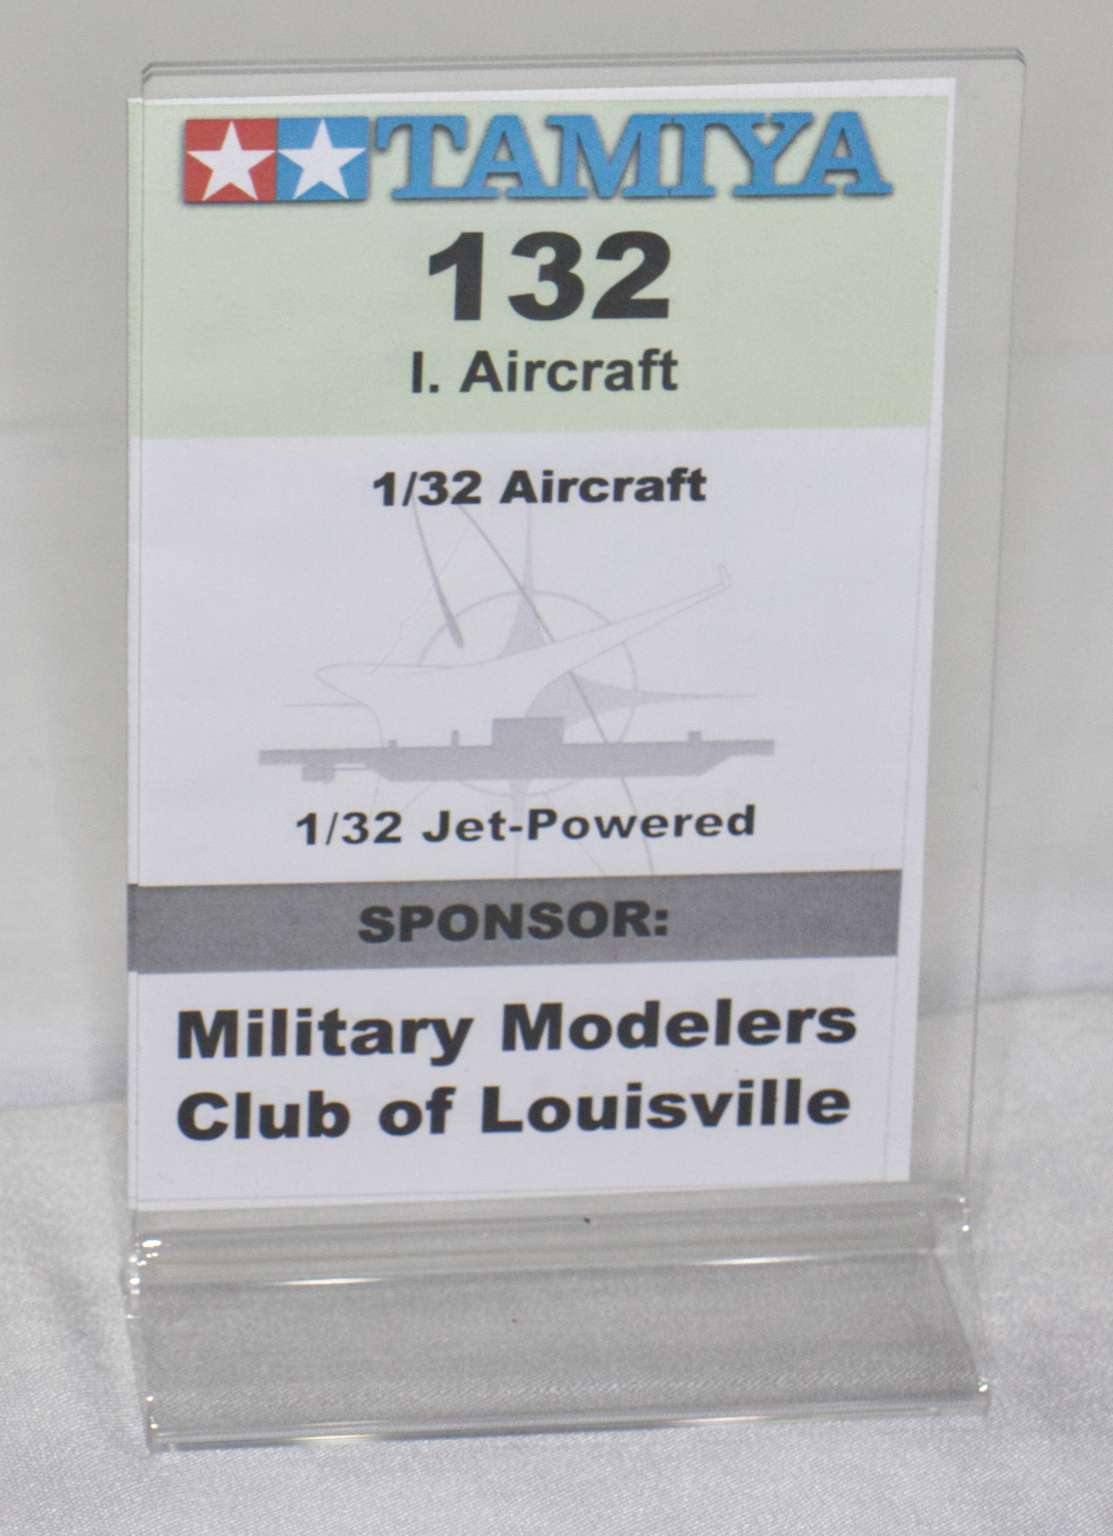 TAMIYA
132
I. Aircraft
1/32 Aircraft
1/32 Jet-Powered
SPONSOR:
Military Modelers
Club of Louisville